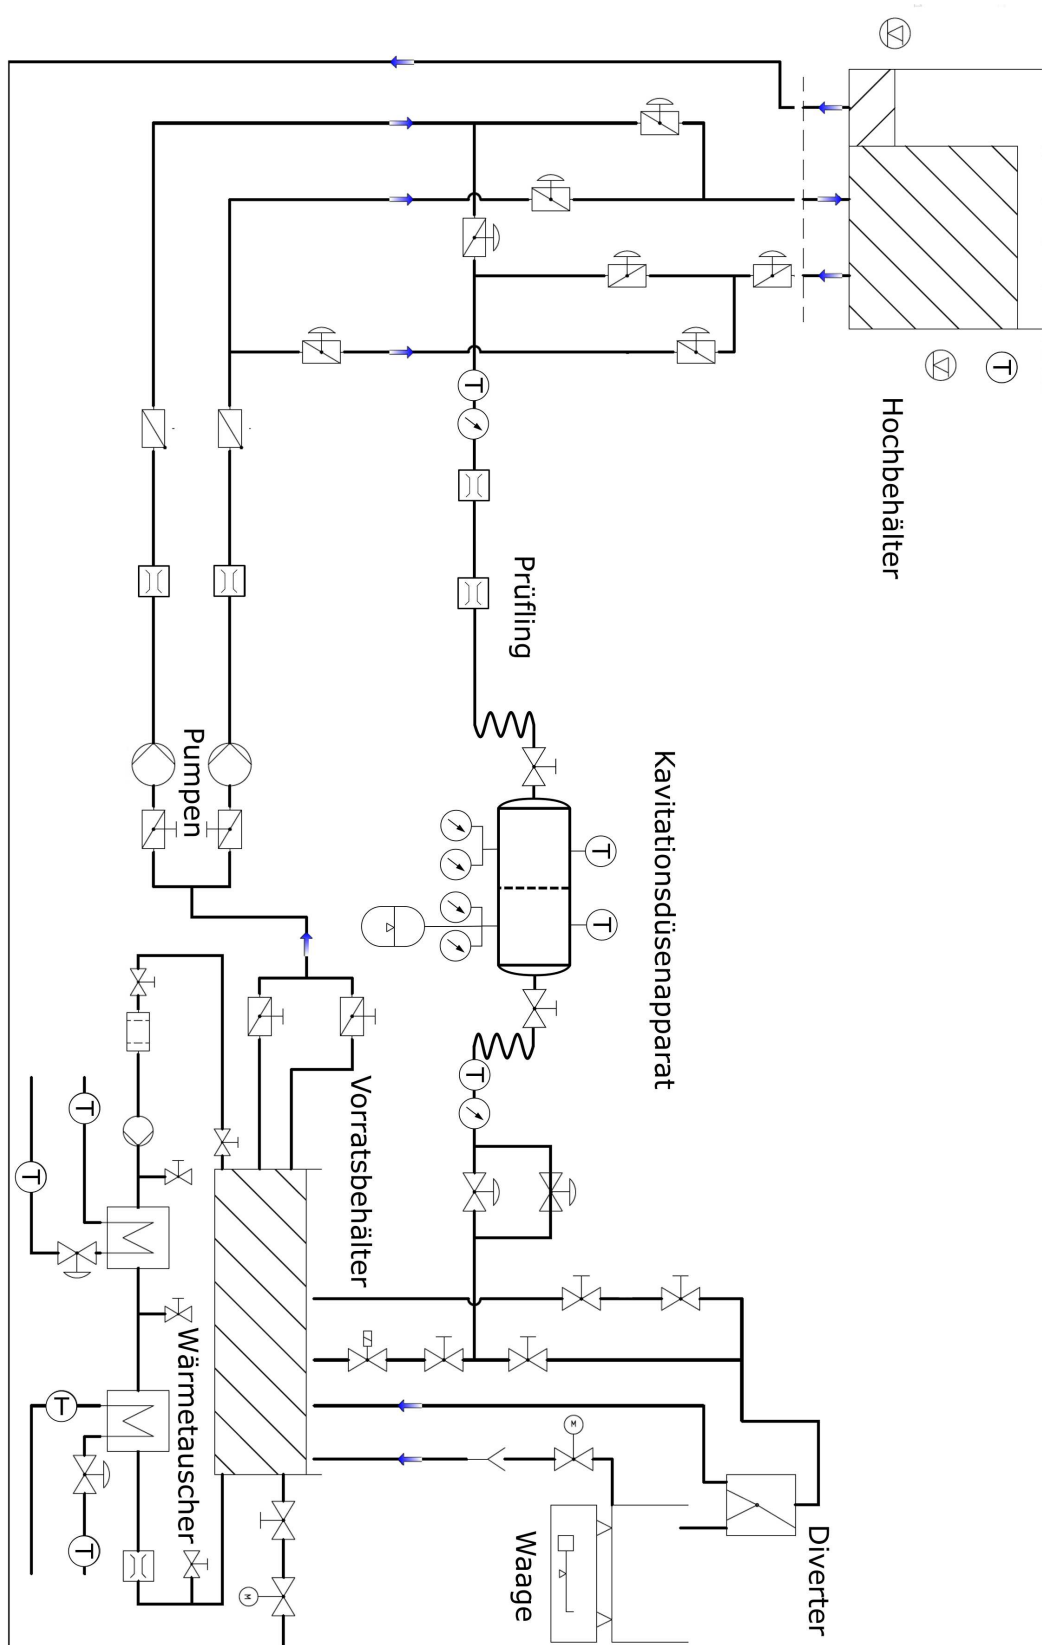 Hochbehälter
T
T
Prüfling
Kavitationsdüsenapparat
Pumpen
T
T
Vorratsbehälter
T
T
T
Wärmetauscher
T
T
M
M
Waage
Diverter